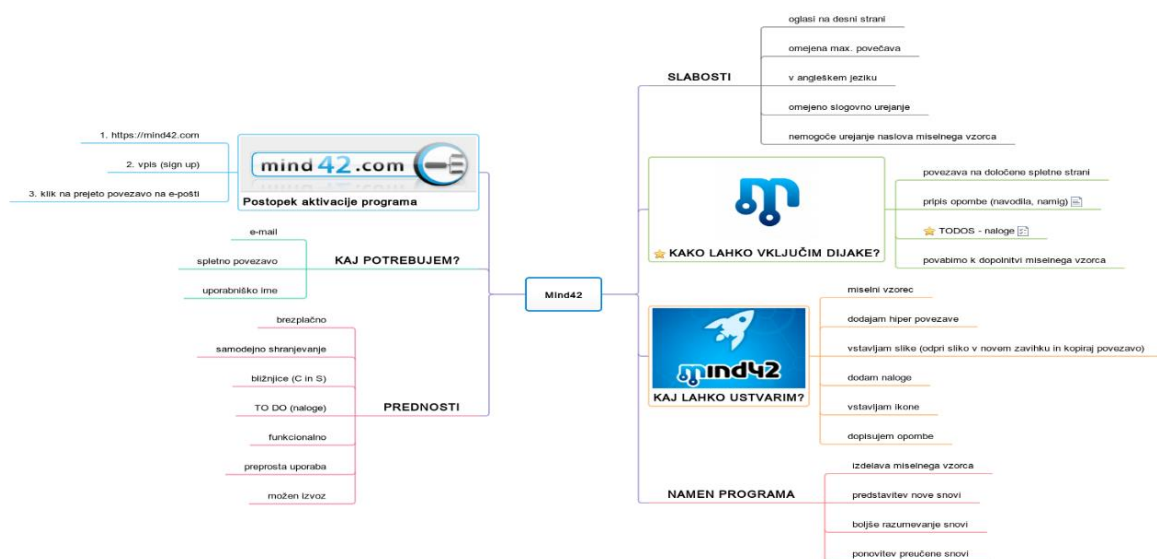 Mind42
mind42.com
Postopek aktivacije programa
1. https://mind42.com
2. vpis (sign up)
3. klik na prejeto povezavo na e-pošti
KAJ POTREBUJEM?
e-mail
spletno povezavo
uporabniško ime
PREDNOSTI
brezplačno
samodejno shranjevanje
bližnjice (C in S)
TO DO (naloge)
funkcionalno
preprosta uporaba
možen izvoz
SLABOSTI
oglasi na desni strani
omejena max. povečava
v angleškem jeziku
omejeno slogovno urejanje
nemogoče urejanje naslova miselnega vzorca
KAKO LAHKO VKLJUČIM DIJAKE?
povezava na določene spletne strani
pripis opombe (navodila, namig)
TODOS - naloge
povabimo k dopolnitvi miselnega vzorca
mind42
KAJ LAHKO USTVARIM?
miselni vzorec
dodajam hiper povezave
vstavljam slike (odpri sliko v novem zavihku in kopiraj povezavo)
dodam naloge
vstavljam ikone
dopisujem opombe
NAMEN PROGRAMA
izdelava miselnega vzorca
predstavitev nove snovi
boljše razumevanje snovi
ponovitev preučene snovi